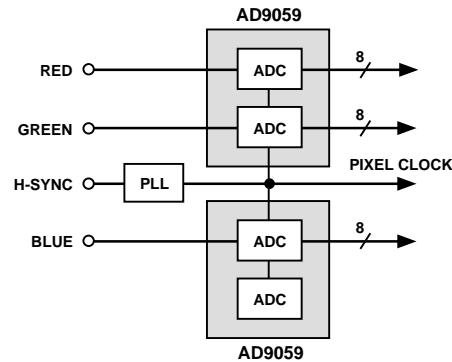 AD9059
RED
ADC
8
GREEN
ADC
8
PIXEL CLOCK
H-SYNC
PLL
BLUE
ADC
8
ADC
AD9059